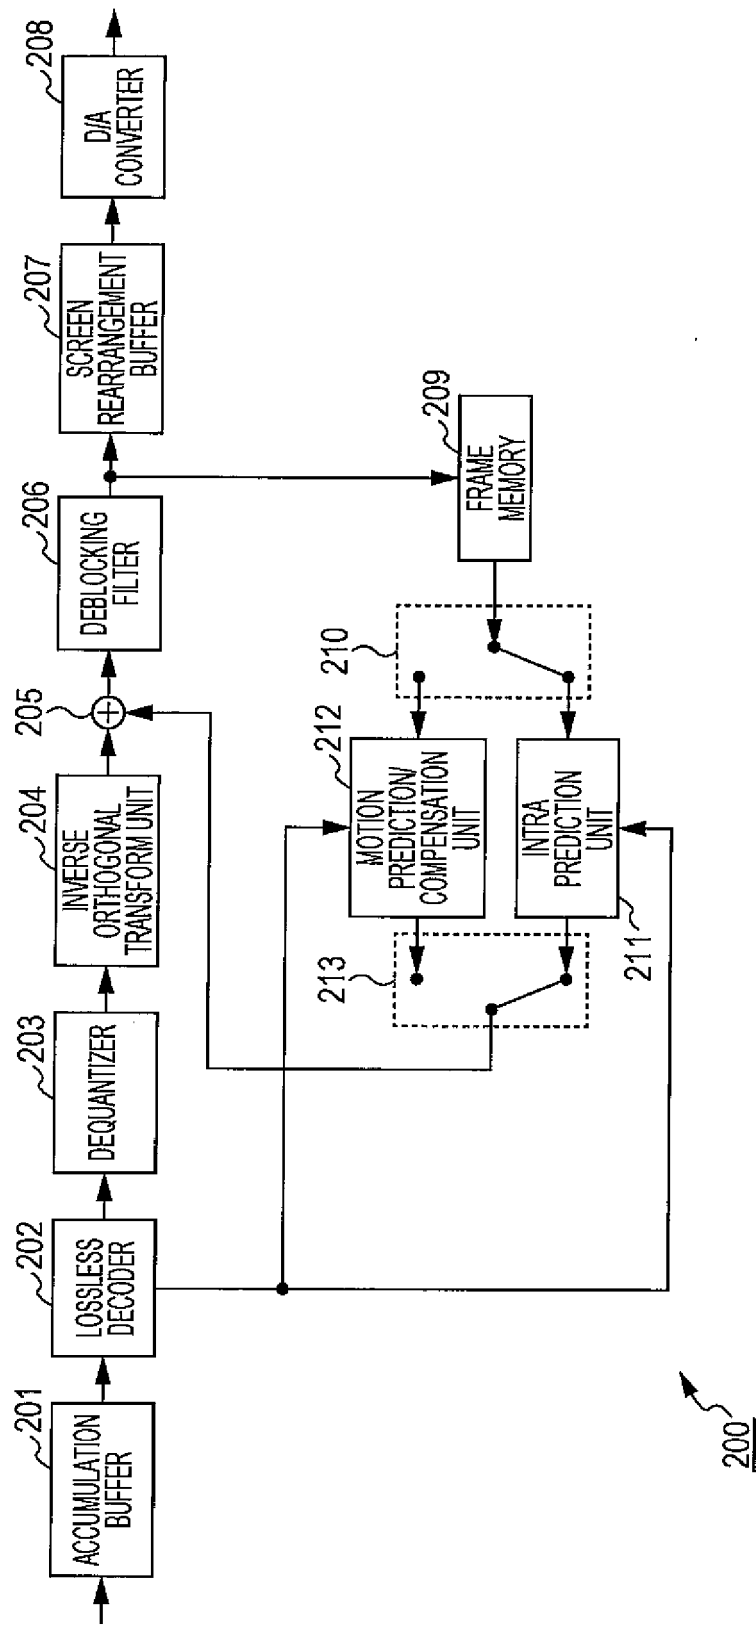 201
ACCUMULATION
BUFFER
202
LOSSLESS
DECODER
203
DEQUANTIZER
204
INVERSE
ORTHOGONAL
TRANSFORM UNIT
205
206
DEBLOCKING
FILTER
207
SCREEN
REARRANGEMENT
BUFFER
208
D/A
CONVERTER
209
FRAME
MEMORY
210
212
MOTION
PREDICTION/
COMPENSATION
UNIT
213
INTRA
PREDICTION
UNIT
211
200